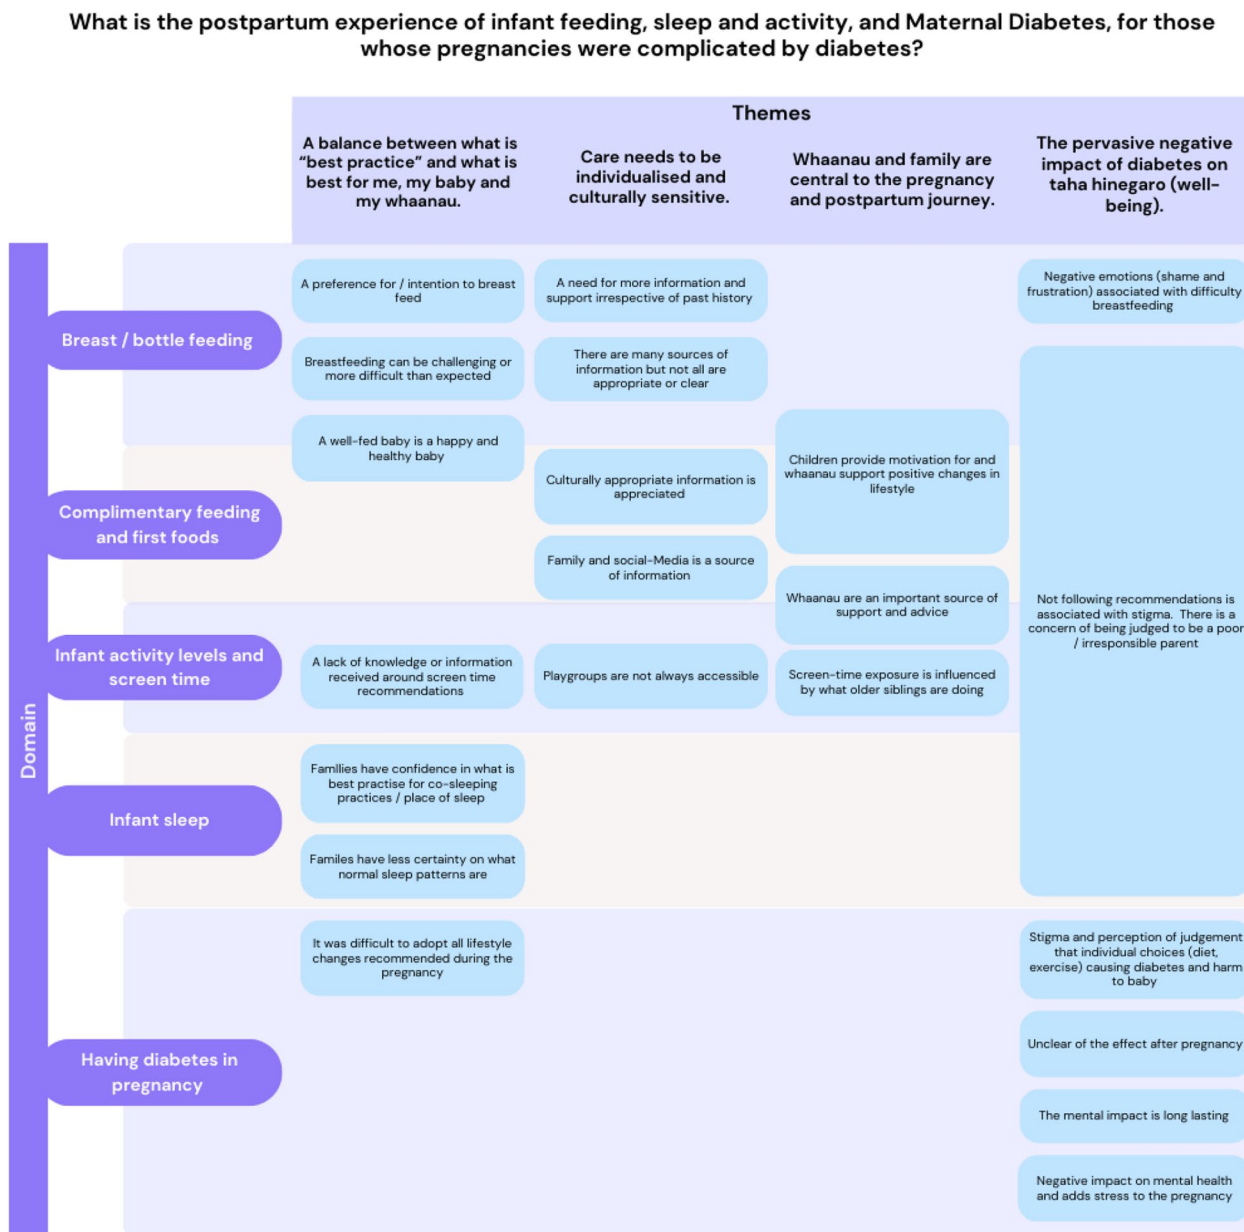 What is the postpartum experience of infant feeding, sleep and activity, and Maternal Diabetes, for those
whose pregnancies were complicated by diabetes?
Themes
A balance between what is
“best practice” and what is
best for me, my baby and
my whaanau.
Care needs to be
individualised and
culturally sensitive.
Whaanau and family are
central to the pregnancy
and postpartum journey.
The pervasive negative
impact of diabetes on
taha hinegaro (well-
being).
Domain
Breast / bottle feeding
A preference for / intention to breast
feed
Breastfeeding can be challenging or
more difficult than expected
A well-fed baby is a happy and
healthy baby
A need for more information and
support irrespective of past history
There are many sources of
information but not all are
appropriate or clear
Negative emotions (shame and
frustration) associated with difficulty
breastfeeding
Complimentary feeding
and first foods
Culturally appropriate information is
appreciated
Family and social-Media is a source
of information
Children provide motivation for and
whaanau support positive changes in
lifestyle
Whaanau are an important source of
support and advice
Not following recommendations is
associated with stigma. There is a
concern of being judged to be a poor
/ irresponsible parent
Infant activity levels and
screen time
A lack of knowledge or information
received around screen time
recommendations
Playgroups are not always accessible
Screen-time exposure is influenced
by what older siblings are doing
Infant sleep
Famllies have confidence in what is
best practise for co-sleeping
practices / place of sleep
Familes have less certainty on what
normal sleep patterns are
Having diabetes in
pregnancy
It was difficult to adopt all lifestyle
changes recommended during the
pregnancy
Stigma and perception of judgement
that individual choices (diet,
exercise) causing diabetes and harm
to baby
Unclear of the effect after pregnancy
The mental impact is long lasting
Negative impact on mental health
and adds stress to the pregnancy